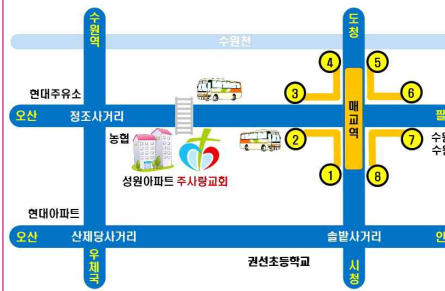 수원역
도청
수원천
4
5
현대주유소
3
6
오산
정조사거리
매교역
농협
2
7
성원아파트 주사랑교회
1
8
현대아파트
오산
산제당사거리
솔밭사거리
우체국
권선초등학교
시청